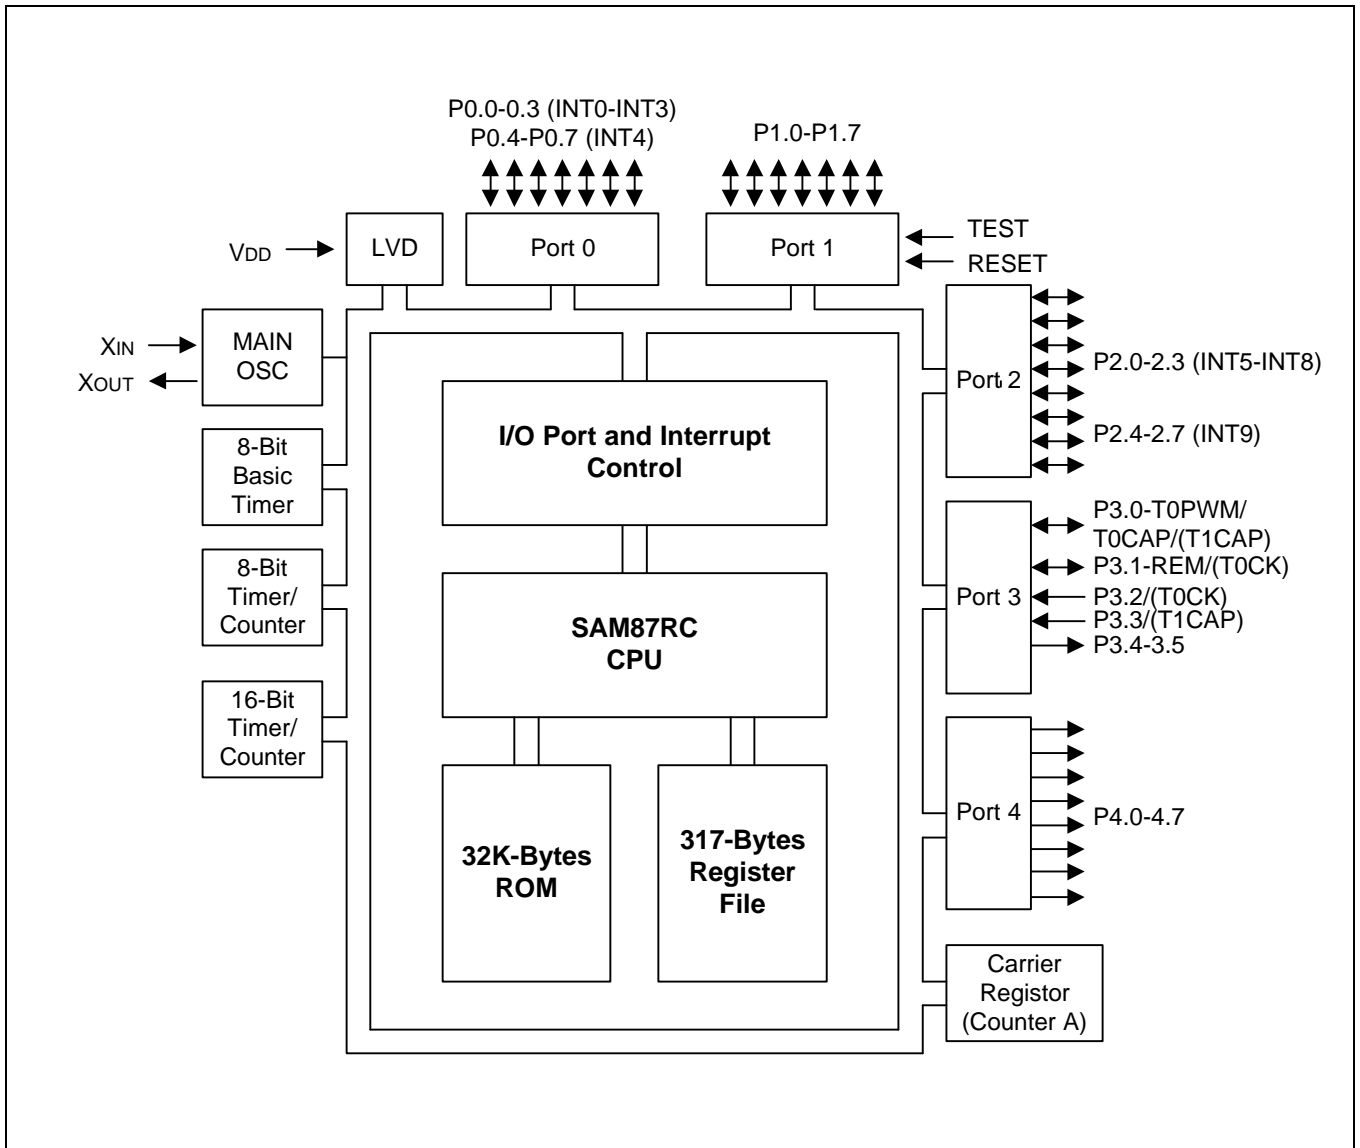 P0.0-0.3 (INT0-INT3)
P0.4-P0.7 (INT4)
P1.0-P1.7
VDD
LVD
Port 0
Port 1
TEST
RESET
XIN
XOUT
MAIN
OSC
Port 2
P2.0-2.3 (INT5-INT8)
P2.4-2.7 (INT9)
8-Bit
Basic
Timer
I/O Port and Interrupt
Control
8-Bit
Timer/
Counter
Port 3
P3.0-T0PWM/
T0CAP/(T1CAP)
P3.1-REM/(T0CK)
P3.2/(T0CK)
P3.3/(T1CAP)
P3.4-3.5
SAM87RC
CPU
16-Bit
Timer/
Counter
Port 4
P4.0-4.7
32K-Bytes
ROM
317-Bytes
Register
File
Carrier
Registor
(Counter A)